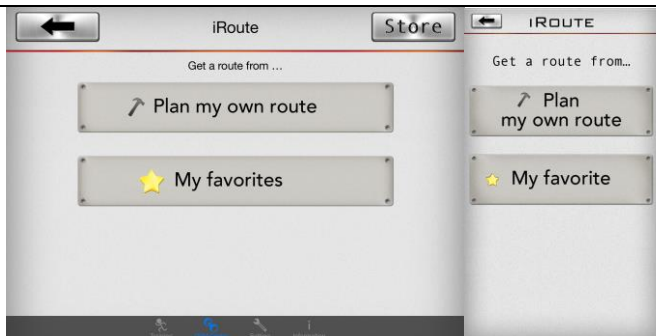 iRoute
Store
Get a route from ...
Plan my own route
My favorites
iROUTE
Get a route from…
Plan
my own route
My favorite